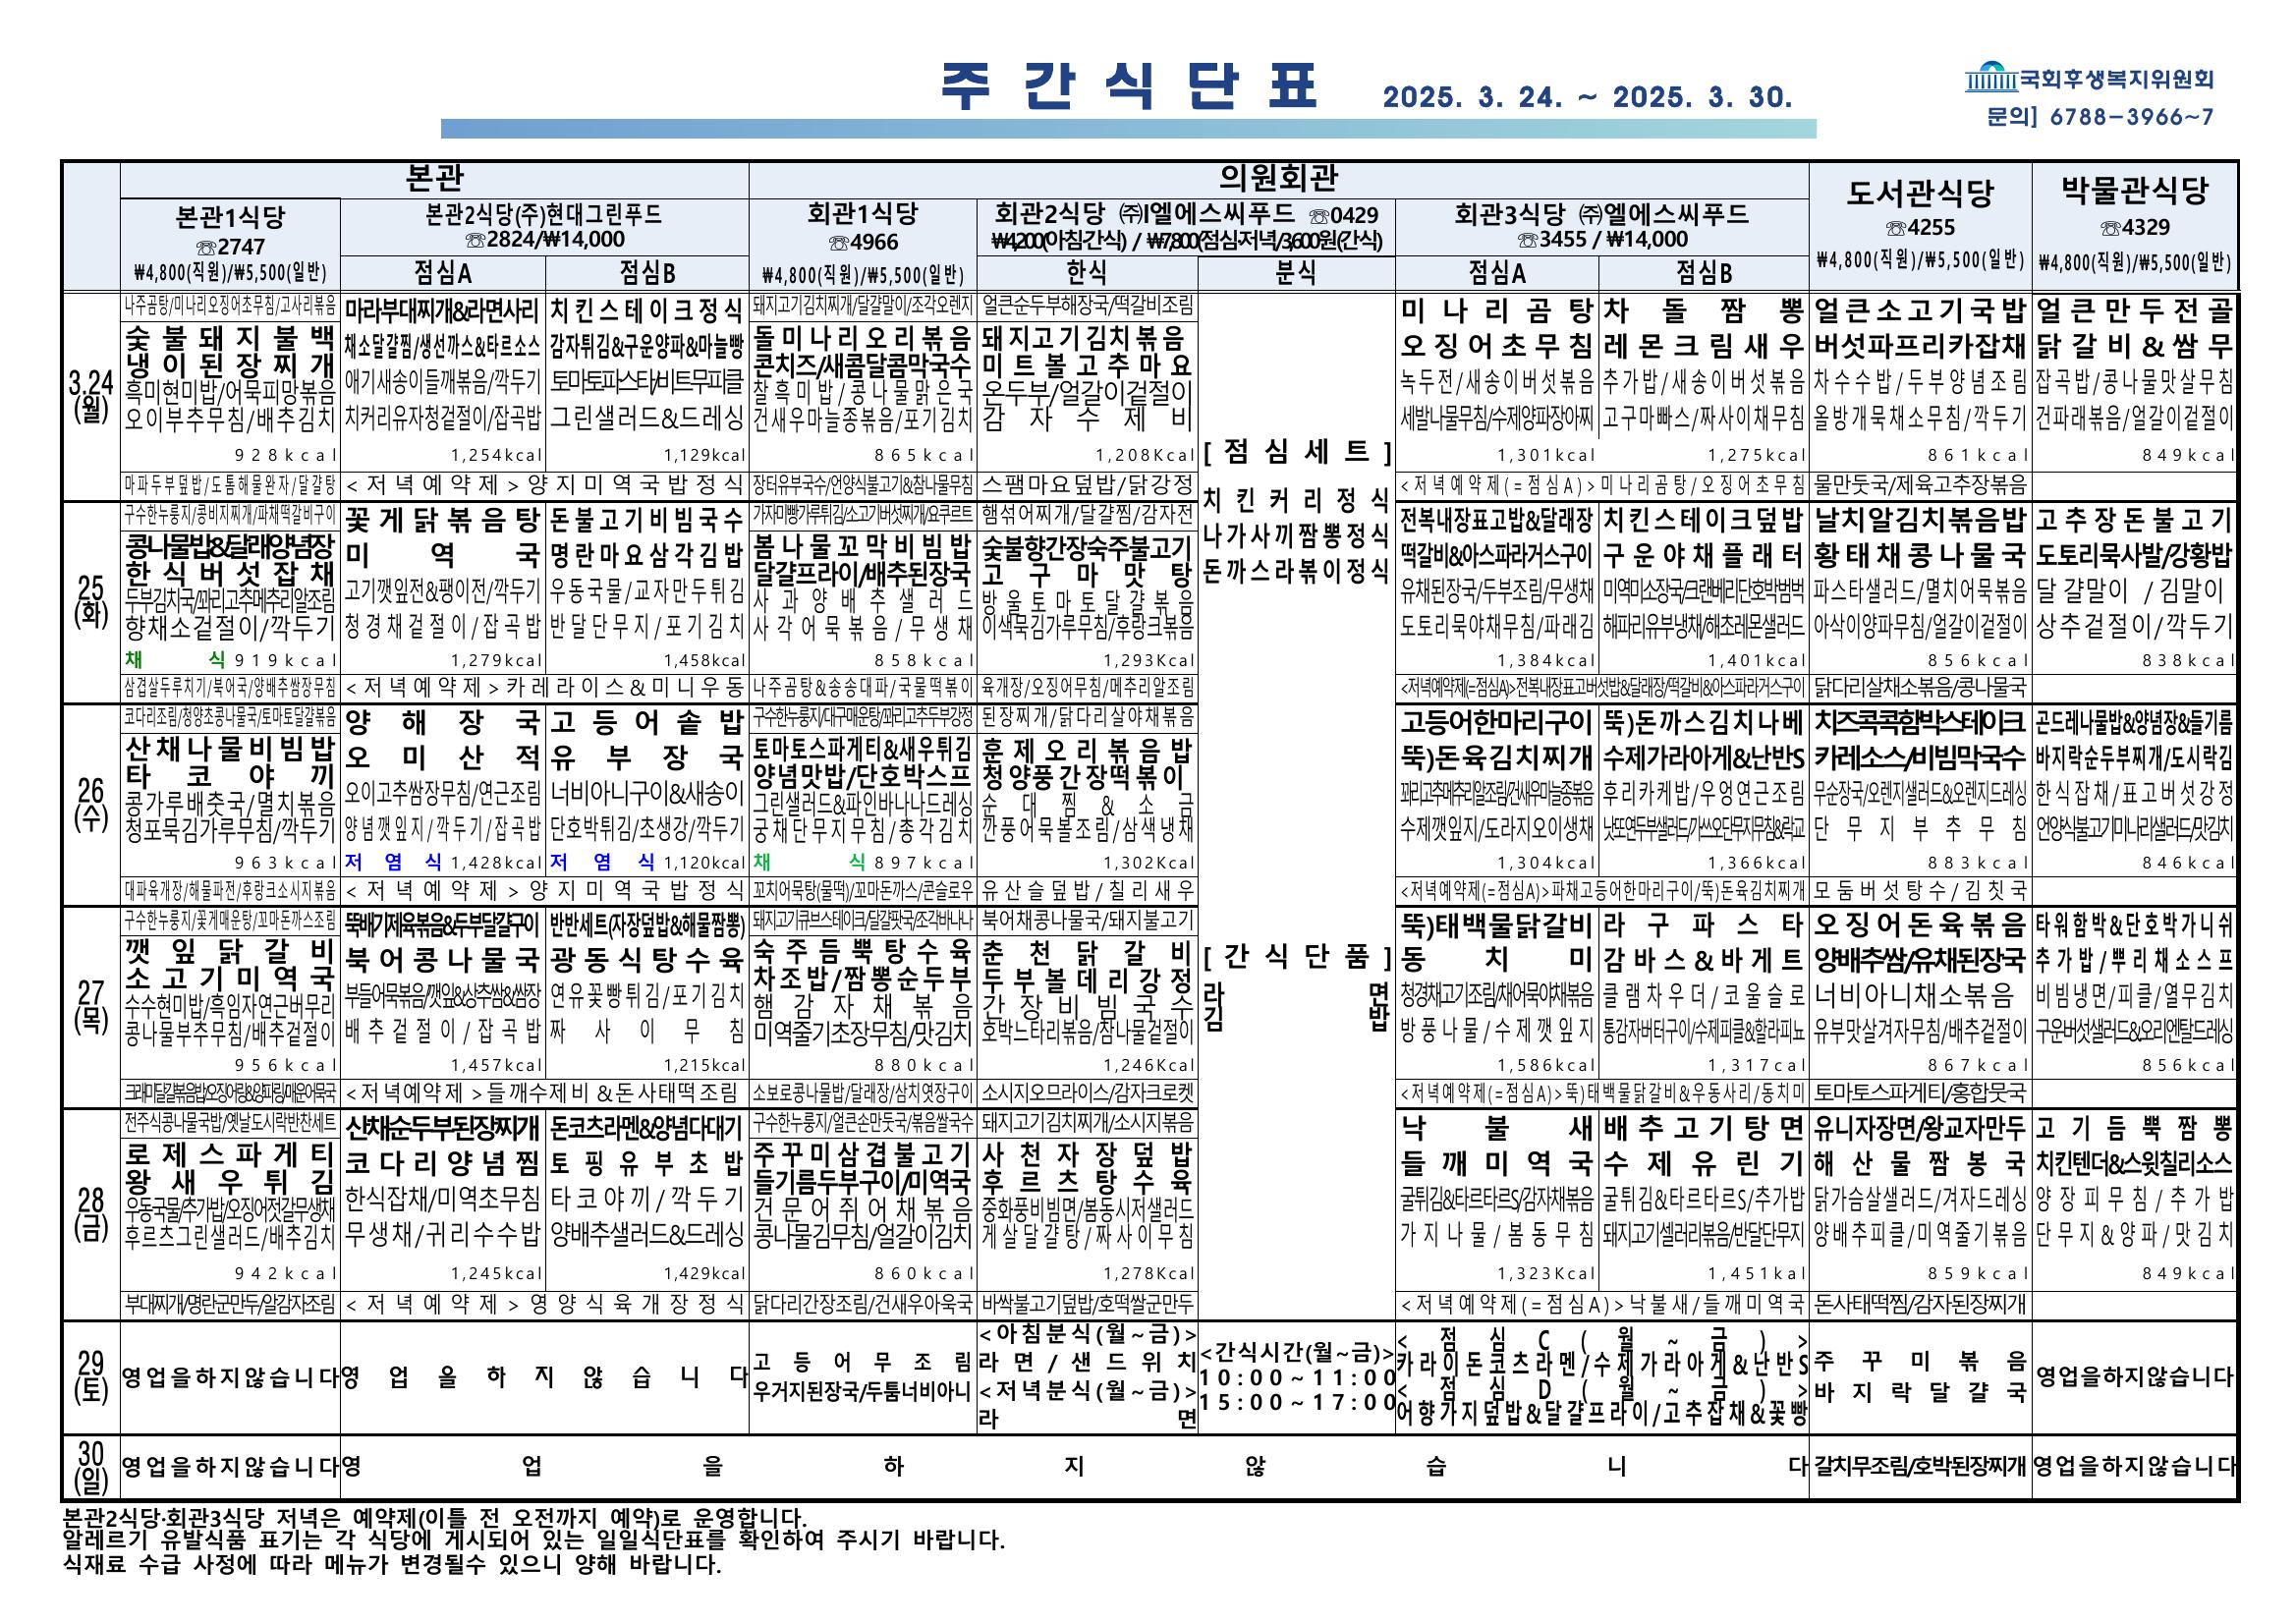 주 간 식 단 표
2025. 3. 24. ~ 2025. 3. 30.
국회후생복지위원회
문의] 6788-3966~7
본관
의원회관
도서관식당
☏4255
₩4,800(직원)/₩5,500(일반)
박물관식당
☏4329
₩4,800(직원)/₩5,500(일반)
본관1식당
☏2747
₩4,800(직원)/₩5,500(일반)
본관2식당(주)현대그린푸드
☏2824/₩14,000
점심A
점심B
회관1식당
☏4966
₩4,800(직원)/₩5,500(일반)
회관2식당 ㈜엘에스씨푸드 ☏0429
₩4,200(아침·간식) / ₩7,800(점심·저녁/3,600원(간식)
한식
분식
회관3식당 ㈜엘에스씨푸드
☏3455 / ₩14,000
점심A
점심B
3.24
(월)
나주곰탕/미나리오징어초무침/고사리볶음
숯불돼지불백
냉이된장찌개
흑미현미밥/어묵피망볶음
오이부추무침/배추김치
928kcal
마파두부덮밥/도톰해물완자/달걀탕
마라부대찌개&라면사리
채소달걀찜/생선까스&타르소스
애기새송이들깨볶음/깍두기
치커리유자청겉절이/잡곡밥
1,254kcal
치킨스테이크정식
감자튀김&구운양파&마늘빵
토마토파스타/비트무피클
그린샐러드&드레싱
1,129kcal
<저녁예약제>양지미역국밥정식
돼지고기김치찌개/달걀말이/조각오렌지
돌미나리오리볶음
콘치즈/새콤달콤막국수
찰흑미밥/콩나물맑은국
건새우마늘종볶음/포기김치
865kcal
장터유부국수/언양식불고기&참나물무침
얼큰순두부해장국/떡갈비조림
돼지고기김치볶음
미트볼고추마요
온두부/얼갈이겉절이
감자수제비
1,208Kcal
스팸마요덮밥/닭강정
[점심세트]
치킨커리정식
나가사끼짬뽕정식
돈까스라볶이정식
[간식단품]
라면
김밥
미나리곰탕
오징어초무침
녹두전/새송이버섯볶음
세발나물무침/수제양파장아찌
1,301kcal
차돌짬뽕
레몬크림새우
추가밥/새송이버섯볶음
고구마빠스/짜사이채무침
1,275kcal
<저녁예약제(=점심A)>미나리곰탕/오징어초무침
얼큰소고기국밥
버섯파프리카잡채
차수수밥/두부양념조림
올방개묵채소무침/깍두기
861kcal
물만둣국/제육고추장볶음
얼큰만두전골
닭갈비&쌈무
잡곡밥/콩나물맛살무침
건파래볶음/얼갈이겉절이
849kcal
25
(화)
구수한누룽지/콩비지찌개/파채떡갈비구이
콩나물밥&달래양념장
한식버섯잡채
두부김치국/꽈리고추메추리알조림
향채소겉절이/깍두기
채식 919kcal
삼겹살두루치기/북어국/양배추쌈장무침
꽃게닭볶음탕
미역국
고기깻잎전&팽이전/깍두기
청경채겉절이/잡곡밥
1,279kcal
돈불고기비빔국수
명란마요삼각김밥
우동국물/교자만두튀김
반달단무지/포기김치
1,458kcal
<저녁예약제>카레라이스&미니우동
가자미빵가루튀김/소고기버섯찌개/요쿠르트
봄나물꼬막비빔밥
달걀프라이/배추된장국
사과양배추샐러드
사각어묵볶음/무생채
858kcal
나주곰탕&송송대파/국물떡볶이
햄섞어찌개/달걀찜/감자전
숯불향간장숙주불고기
고구마맛탕
방울토마토달걀볶음
이색묵김가루무침/후랑크볶음
1,293Kcal
육개장/오징어무침/메추리알조림
전복내장표고밥&달래장
떡갈비&아스파라거스구이
유채된장국/두부조림/무생채
도토리묵야채무침/파래김
1,384kcal
치킨스테이크덮밥
구운야채플래터
미역미소장국/크랜베리단호박범벅
해파리유부냉채/해초레몬샐러드
1,401kcal
<저녁예약제(=점심A)>전복내장표고버섯밥&달래장/떡갈비&아스파라거스구이
날치알김치볶음밥
황태채콩나물국
파스타샐러드/멸치어묵볶음
아삭이양파무침/얼갈이겉절이
856kcal
닭다리살채소볶음/콩나물국
고추장돈불고기
도토리묵사발/강황밥
달걀말이 /김말이
상추겉절이/깍두기
838kcal
26
(수)
코다리조림/청양초콩나물국/토마토달걀볶음
산채나물비빔밥
타코야끼
콩가루배춧국/멸치볶음
청포묵김가루무침/깍두기
963kcal
대파육개장/해물파전/후랑크소시지볶음
양해장국
오미산적
오이고추쌈장무침/연근조림
양념깻잎지/깍두기/잡곡밥
저염식 1,428kcal
고등어솥밥
유부장국
너비아니구이&새송이
단호박튀김/초생강/깍두기
저염식 1,120kcal
<저녁예약제>양지미역국밥정식
구수한누룽지/대구매운탕/꽈리고추두부강정
토마토스파게티&새우튀김
양념맛밥/단호박스프
그린샐러드&파인바나나드레싱
궁채단무지무침/총각김치
채식 897kcal
꼬치어묵탕(물떡)/꼬마돈까스/콘슬로우
된장찌개/닭다리살야채볶음
훈제오리볶음밥
청양풍간장떡볶이
순대찜&소금
깐풍어묵볼조림/삼색냉채
1,302Kcal
유산슬덮밥/칠리새우
고등어한마리구이
뚝)돈육김치찌개
꽈리고추메추리알조림/건새우마늘종볶음
수제깻잎지/도라지오이생채
1,304kcal
뚝)돈까스김치나베
수제가라아게&난반S
후리카케밥/우엉연근조림
낫또연두부샐러드/가쓰오단무지무침&락교
1,366kcal
<저녁예약제(=점심A)>파채고등어한마리구이/뚝)돈육김치찌개
치즈콕콕함박스테이크
카레소스/비빔막국수
무순장국/오렌지샐러드&오렌지드레싱
단무지부추무침
883kcal
모둠버섯탕수/김칫국
곤드레나물밥&양념장&들기름
바지락순두부찌개/도시락김
한식잡채/표고버섯강정
언양식불고기미나리샐러드/맛김치
846kcal
27
(목)
구수한누룽지/꽃게매운탕/꼬마돈까스조림
깻잎닭갈비
소고기미역국
수수현미밥/흑임자연근버무리
콩나물부추무침/배추겉절이
956kcal
크래미달걀볶음밥/오징어링&양파링/매운어묵국
뚝배기제육볶음&두부달걀구이
북어콩나물국
부들어묵볶음/깻잎&상추쌈&쌈장
배추겉절이/잡곡밥
1,457kcal
반반세트(자장덮밥&해물짬뽕)
광동식탕수육
연유꽃빵튀김/포기김치
짜사이무침
1,215kcal
<저녁예약제>들깨수제비&돈사태떡조림
돼지고기큐브스테이크/달걀팟국/조각바나나
숙주듬뿍탕수육
차조밥/짬뽕순두부
햄감자채볶음
미역줄기초장무침/맛김치
880kcal
소보로콩나물밥/달래장/삼치엿장구이
북어채콩나물국/돼지불고기
춘천닭갈비
두부볼데리강정
간장비빔국수
호박느타리볶음/참나물겉절이
1,246Kcal
소시지오므라이스/감자크로켓
뚝)태백물닭갈비
동치미
청경채고기조림/채어묵야채볶음
방풍나물/수제깻잎지
1,586kcal
라구파스타
감바스&바게트
클램차우더/코울슬로
통감자버터구이/수제피클&할라피뇨
1,317cal
<저녁예약제(=점심A)>뚝)태백물닭갈비&우동사리/동치미
오징어돈육볶음
양배추쌈/유채된장국
너비아니채소볶음
유부맛살겨자무침/배추겉절이
867kcal
토마토스파게티/홍합뭇국
타워함박&단호박가니쉬
추가밥/뿌리채소스프
비빔냉면/피클/열무김치
구운버섯샐러드&오리엔탈드레싱
856kcal
28
(금)
전주식콩나물국밥/옛날도시락반찬세트
로제스파게티
왕새우튀김
우동국물/추가밥/오징어젓갈무생채
후르츠그린샐러드/배추김치
942kcal
부대찌개/명란군만두/알감자조림
산채순두부된장찌개
코다리양념찜
한식잡채/미역초무침
무생채/귀리수수밥
1,245kcal
돈코츠라멘&양념다대기
토핑유부초밥
타코야끼/깍두기
양배추샐러드&드레싱
1,429kcal
<저녁예약제>영양식육개장정식
구수한누룽지/얼큰손만둣국/볶음쌀국수
주꾸미삼겹불고기
들기름두부구이/미역국
건문어쥐어채볶음
콩나물김무침/얼갈이김치
860kcal
닭다리간장조림/건새우아욱국
돼지고기김치찌개/소시지볶음
사천자장덮밥
후르츠탕수육
중화풍비빔면/봄동시저샐러드
게살달걀탕/짜사이무침
1,278Kcal
바싹불고기덮밥/호떡쌀군만두
낙불새
들깨미역국
굴튀김&타르타르S/감자채볶음
가지나물/봄동무침
1,323Kcal
배추고기탕면
수제유린기
굴튀김&타르타르S/추가밥
돼지고기셀러리볶음/반달단무지
1,451kal
<저녁예약제(=점심A)>낙불새/들깨미역국
유니자장면/왕교자만두
해산물짬봉국
닭가슴살샐러드/겨자드레싱
양배추피클/미역줄기볶음
859kcal
돈사태떡찜/감자된장찌개
고기듬뿍짬뽕
치킨텐더&스윗칠리소스
양장피무침/추가밥
단무지&양파/맛김치
849kcal
29
(토)
영업을하지않습니다
영업을하지않습니다
고등어무조림
우거지된장국/두툼너비아니
<아침분식(월~금)>
라면/샌드위치
<저녁분식(월~금)>
라면
<간식시간(월~금)>
10:00~11:00
15:00~17:00
<점심C(월~금)>
카라이돈코츠라멘/수제가라아게&난반S
<점심D(월~금)>
어향가지덮밥&달걀프라이/고추잡채&꽃빵
주꾸미볶음
바지락달걀국
영업을하지않습니다
30
(일)
영업을하지않습니다
영업을하지않습니다
갈치무조림/호박된장찌개
영업을하지않습니다
본관2식당·회관3식당 저녁은 예약제(이틀 전 오전까지 예약)로 운영합니다.
알레르기 유발식품 표기는 각 식당에 게시되어 있는 일일식단표를 확인하여 주시기 바랍니다.
식재료 수급 사정에 따라 메뉴가 변경될수 있으니 양해 바랍니다.